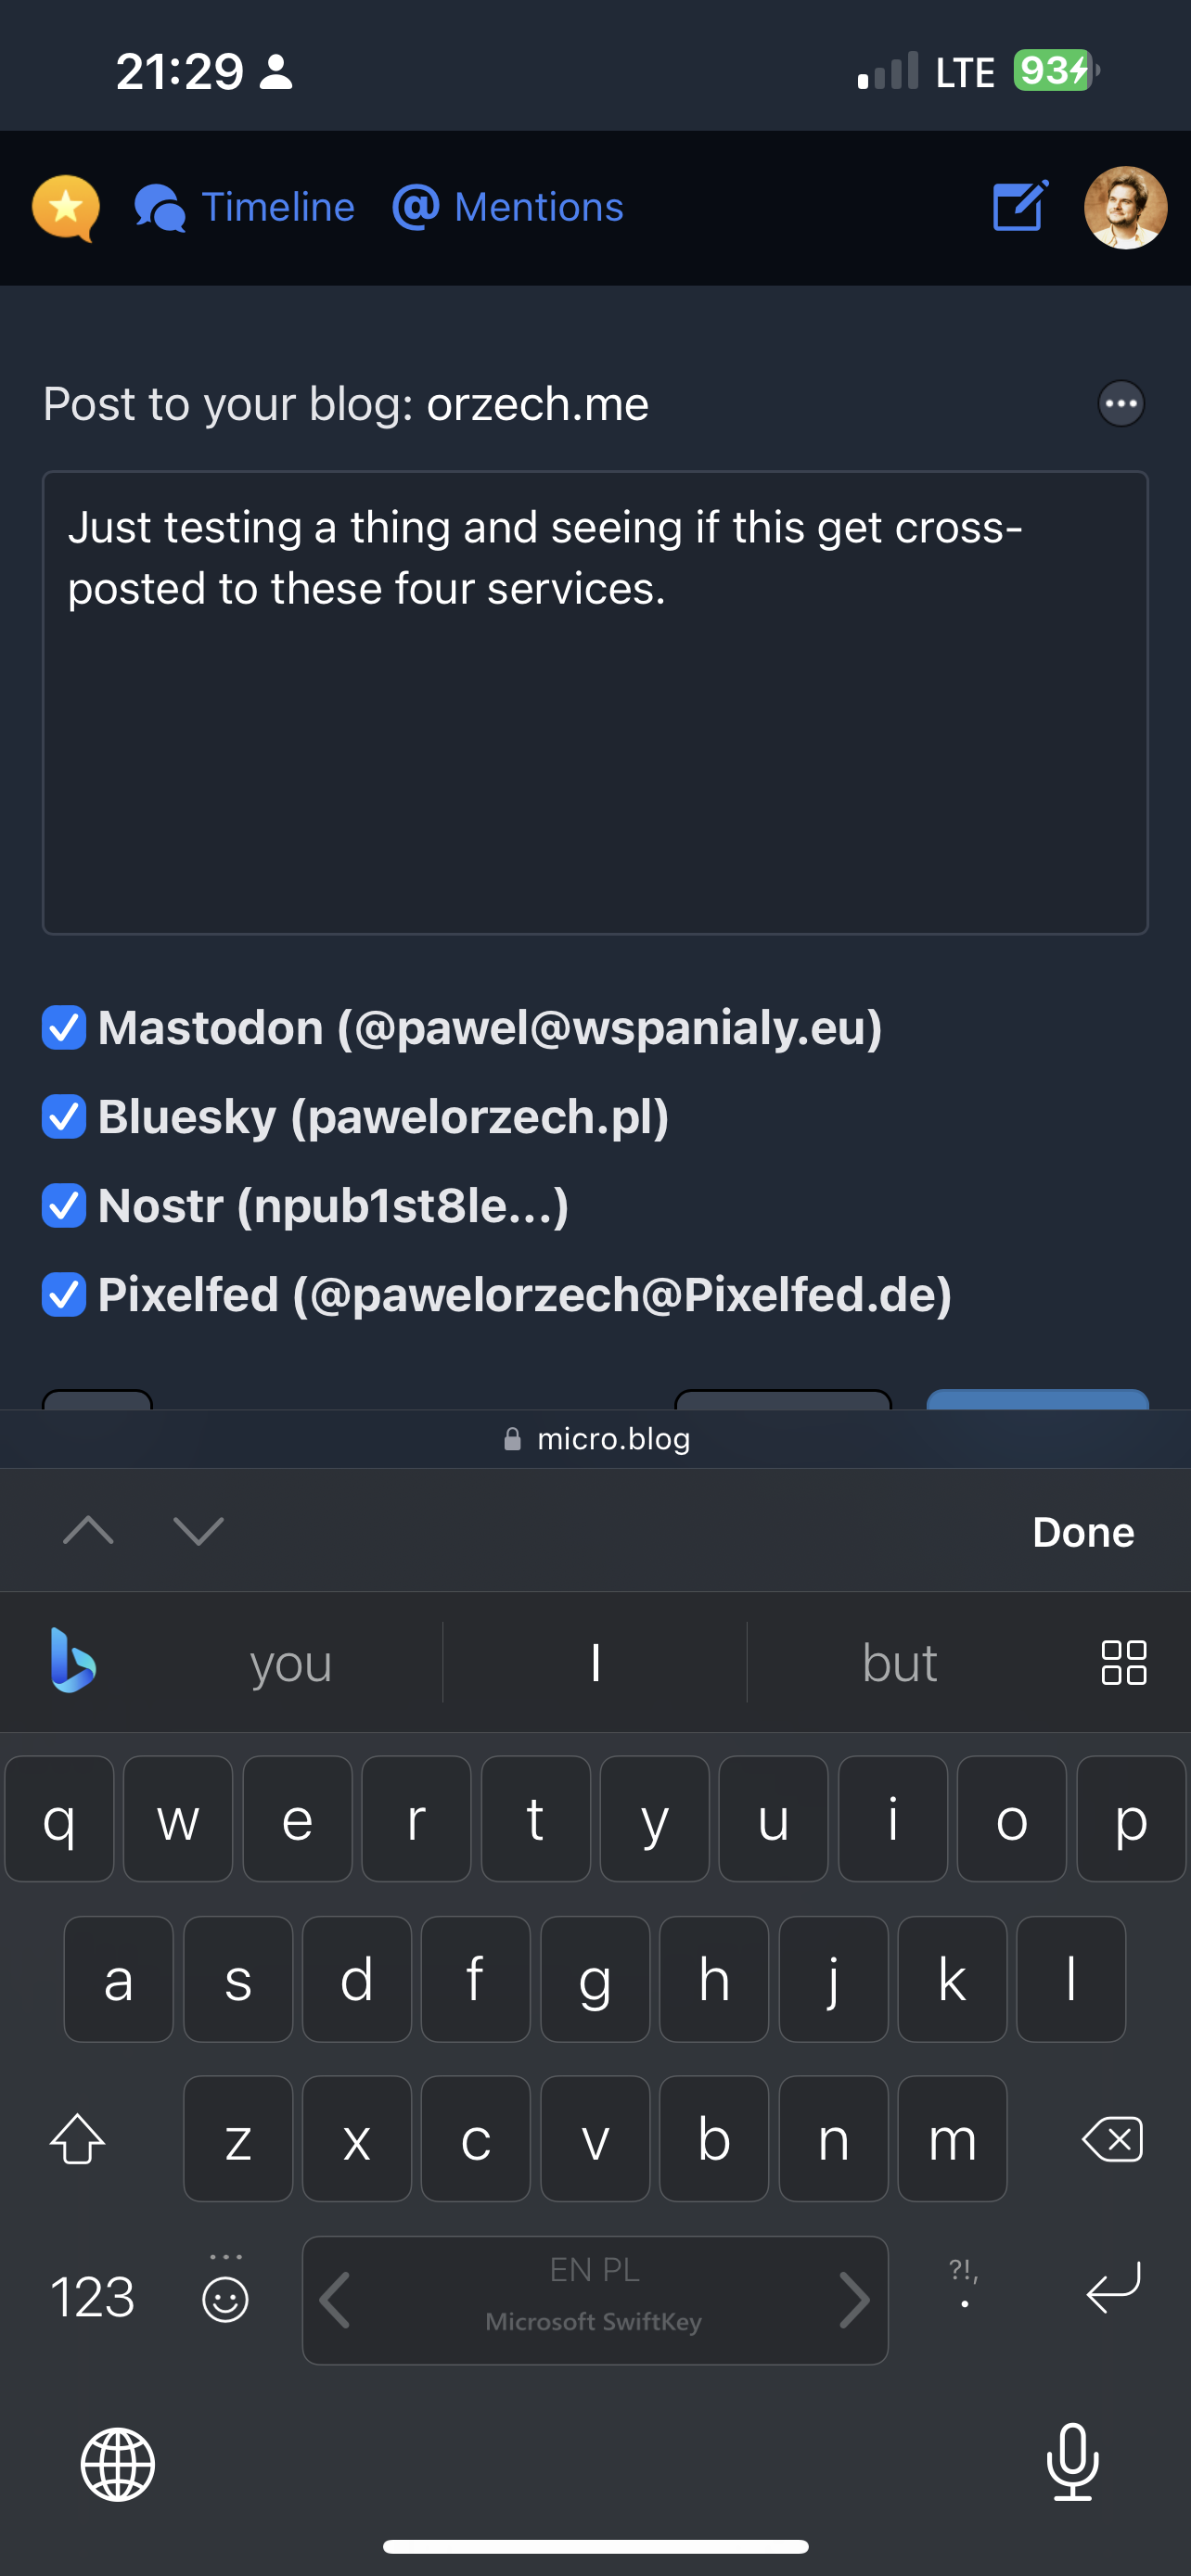 21:29 LTE 93
Timeline @ Mentions
Post to your blog: orzech.me
Just testing a thing and seeing if this get cross-
posted to these four services.
Mastodon (@pawel@wspanialy.eu)
Bluesky (pawelorzech.pl)
Nostr (npub1st8le...)
Pixelfed (@pawelorzech@Pixelfed.de)
micro.blog
Done
you I but
q w e r t y u i o p
a s d f g h j k l
z x c v b n m
123 EN PL ?!,
Microsoft SwiftKey .